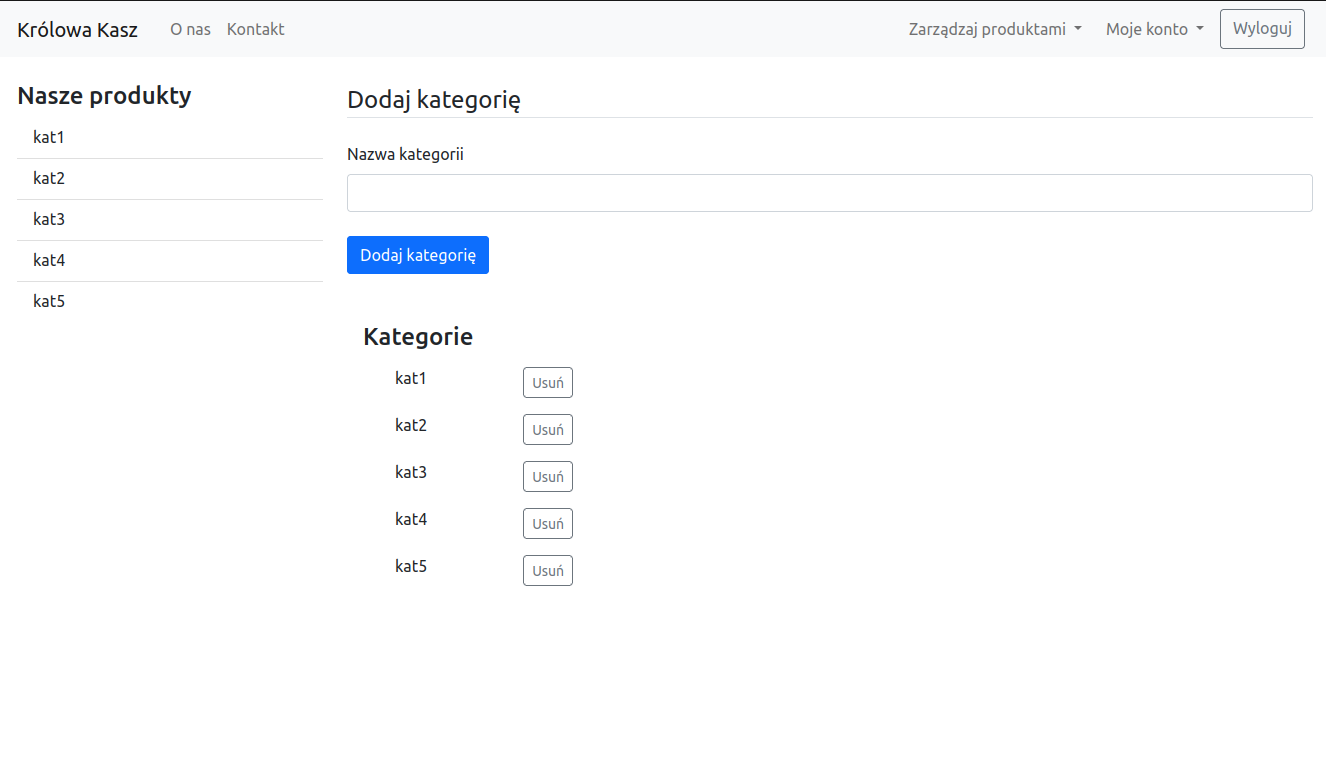 Królowa Kasz O nas Kontakt Zarządzaj produktami Moje konto Wyloguj
Nasze produkty
kat1
kat2
kat3
kat4
kat5
Dodaj kategorię
Nazwa kategorii
Dodaj kategorię
Kategorie
kat1 Usuń
kat2 Usuń
kat3 Usuń
kat4 Usuń
kat5 Usuń